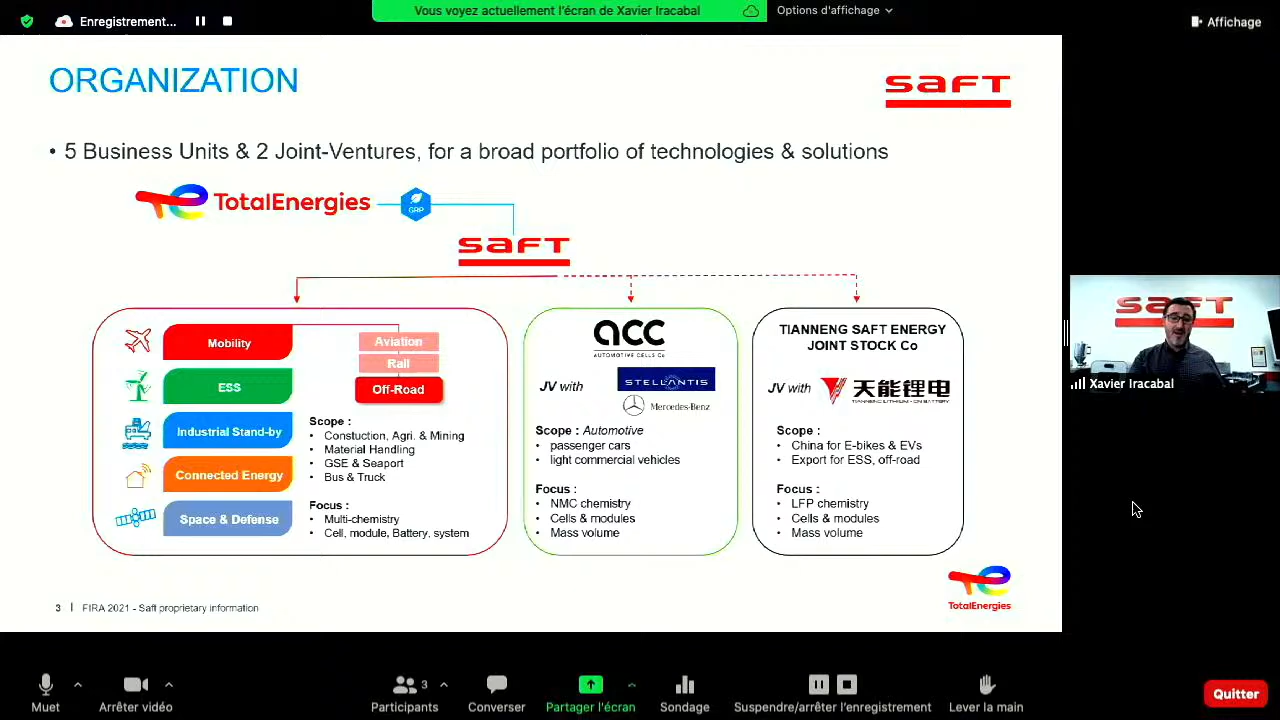 Enregistrement...
Vous voyez actuellement l'écran de Xavier Iracabal
Options d'affichage
Affichage
ORGANIZATION
SAFT
• 5 Business Units & 2 Joint-Ventures, for a broad portfolio of technologies & solutions
TotalEnergies
GRP
SAFT
Mobility
ESS
Industrial Stand-by
Connected Energy
Space & Defense
Aviation
Rail
Off-Road
Scope :
• Constuction, Agri. & Mining
• Material Handling
• GSE & Seaport
• Bus & Truck
Focus :
• Multi-chemistry
• Cell, module, Battery, system
acc
AUTOMOTIVE CELLS Co
JV with
STELLANTIS
Mercedes-Benz
Scope : Automotive
• passenger cars
• light commercial vehicles
Focus :
• NMC chemistry
• Cells & modules
• Mass volume
TIANNENG SAFT ENERGY
JOINT STOCK Co
JV with
天能锂电
TIANNENG LITHIUM-ION BATTERY
Scope :
• China for E-bikes & EVs
• Export for ESS, off-road
Focus :
• LFP chemistry
• Cells & modules
• Mass volume
3 | FIRA 2021 - Saft proprietary information
TotalEnergies
SAFT
Xavier Iracabal
Muet
Arrêter vidéo
Participants
3
Converser
Partager l'écran
Sondage
Suspendre/arrêter l'enregistrement
Lever la main
Quitter